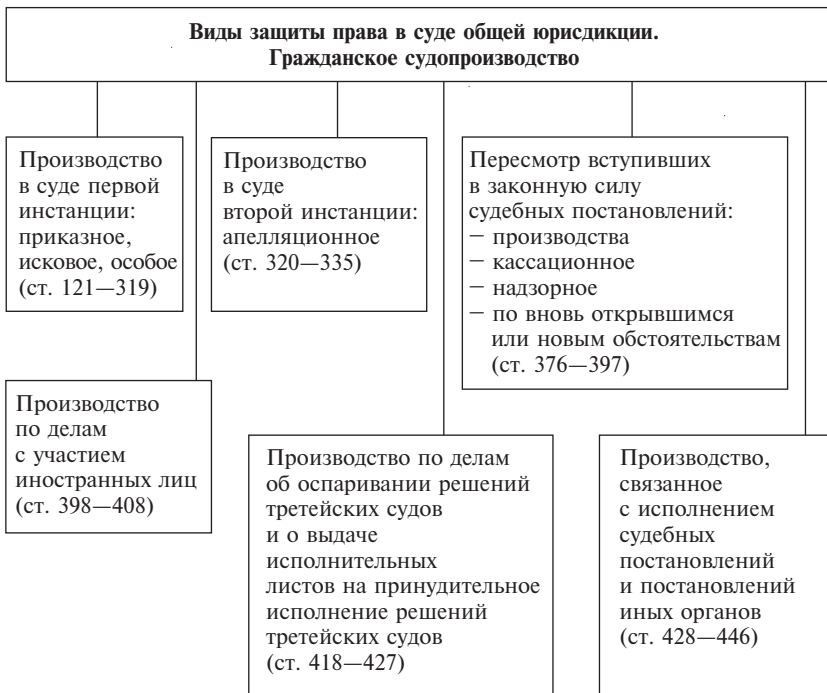 Виды защиты права в суде общей юрисдикции.
Гражданское судопроизводство
Производство
в суде первой
инстанции:
приказное,
исковое, особое
(ст. 121—319)
Производство
в суде
второй инстанции:
апелляционное
(ст. 320—335)
Пересмотр вступивших
в законную силу
судебных постановлений:
– производства
– кассационное
– надзорное
– по вновь открывшимся
или новым обстоятельствам
(ст. 376—397)
Производство
по делам
с участием
иностранных лиц
(ст. 398—408)
Производство по делам
об оспаривании решений
третейских судов
и о выдаче
исполнительных
листов на принудительное
исполнение решений
третейских судов
(ст. 418—427)
Производство,
связанное
с исполнением
судебных
постановлений
и постановлений
иных органов
(ст. 428—446)